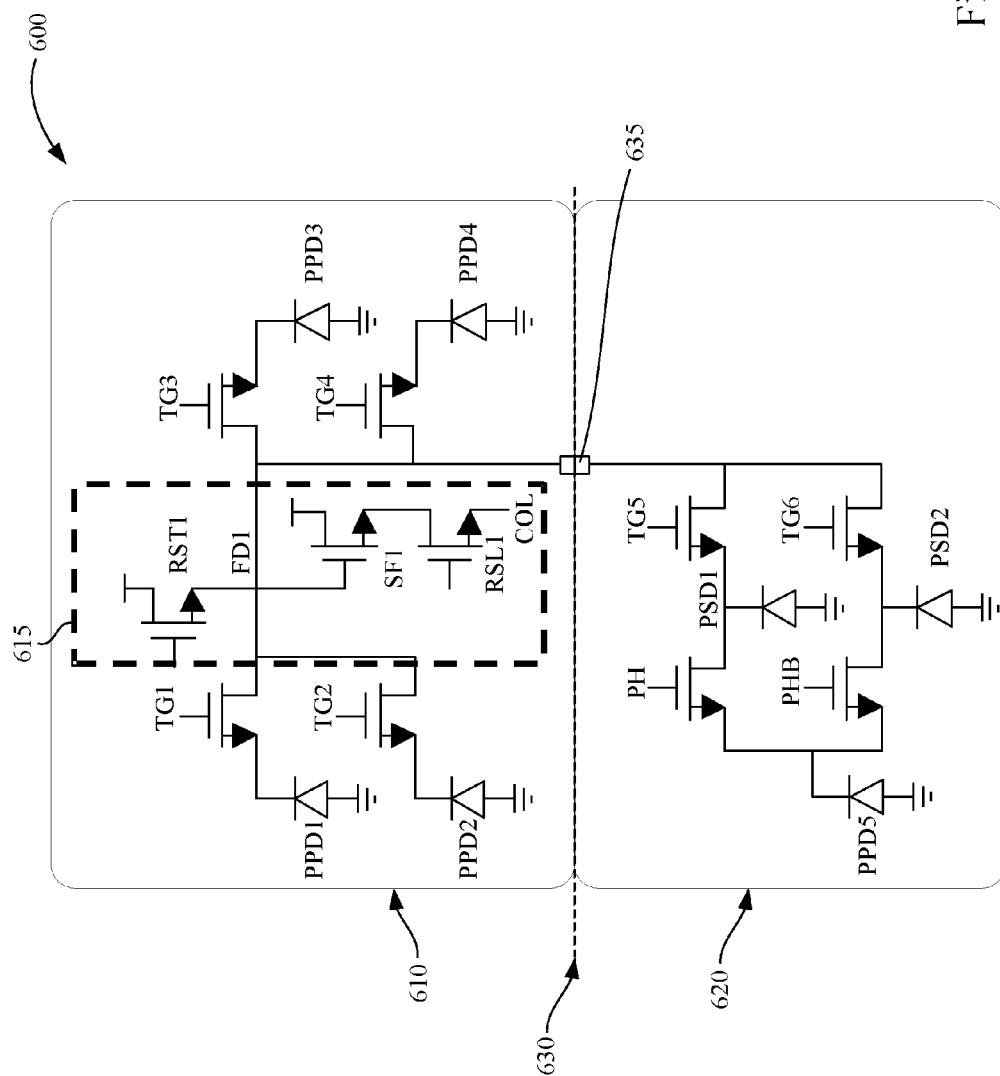 600
615
RST1
FD1
SF1
RSL1
COL
TG1
TG2
TG3
TG4
PPD1
PPD2
PPD3
PPD4
610
635
630
620
PH
PHB
PSD1
PSD2
TG5
TG6
PPD5